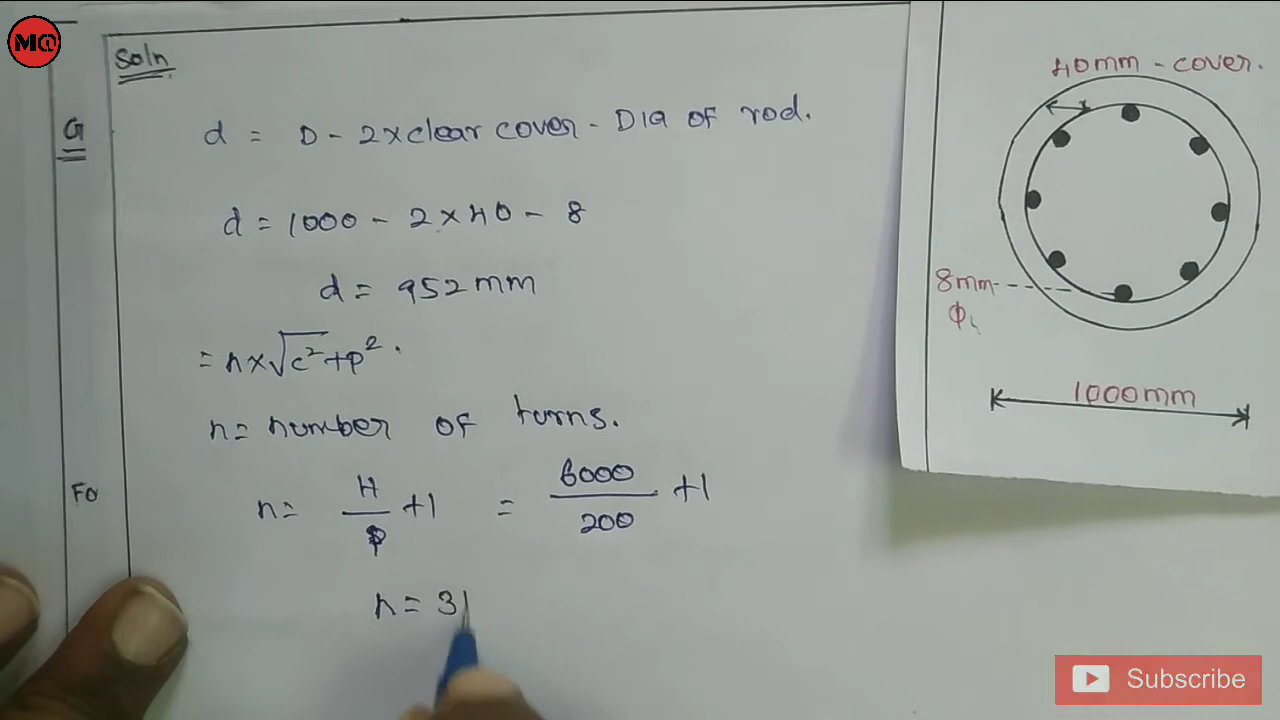 M@
Soln
G
d = D - 2×clear cover - Dia of rod.
d = 1000 - 2×40 - 8
d = 952 mm
= n×√c²+p².
n = number of turns.
Fo
n = H/P +1 = 6000/200 +1
n = 31
40mm - cover.
8mm
Φ
1000mm
Subscribe